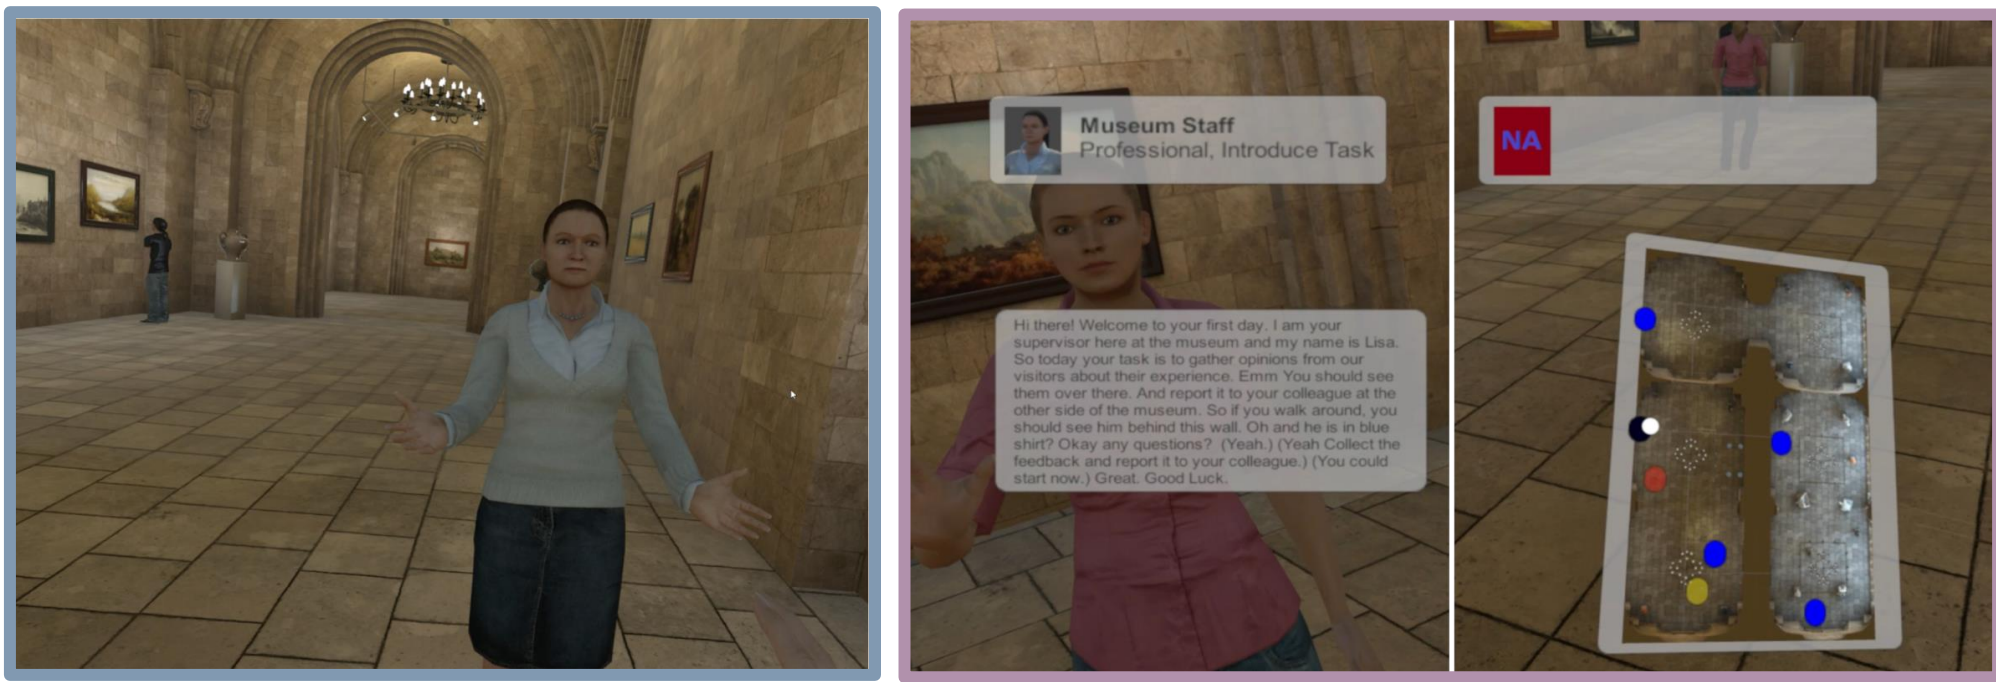 Museum Staff
Professional, Introduce Task
Hi there! Welcome to your first day. I am your
supervisor here at the museum and my name is Lisa.
So today your task is to gather opinions from our
visitors about their experience. Emm You should see
them over there. And report it to your colleague at the
other side of the museum. So if you walk around, you
should see him behind this wall. Oh and he is in blue
shirt? Okay any questions? (Yeah.) (Yeah Collect the
feedback and report it to your colleague.) (You could
start now.) Great. Good Luck.
NA